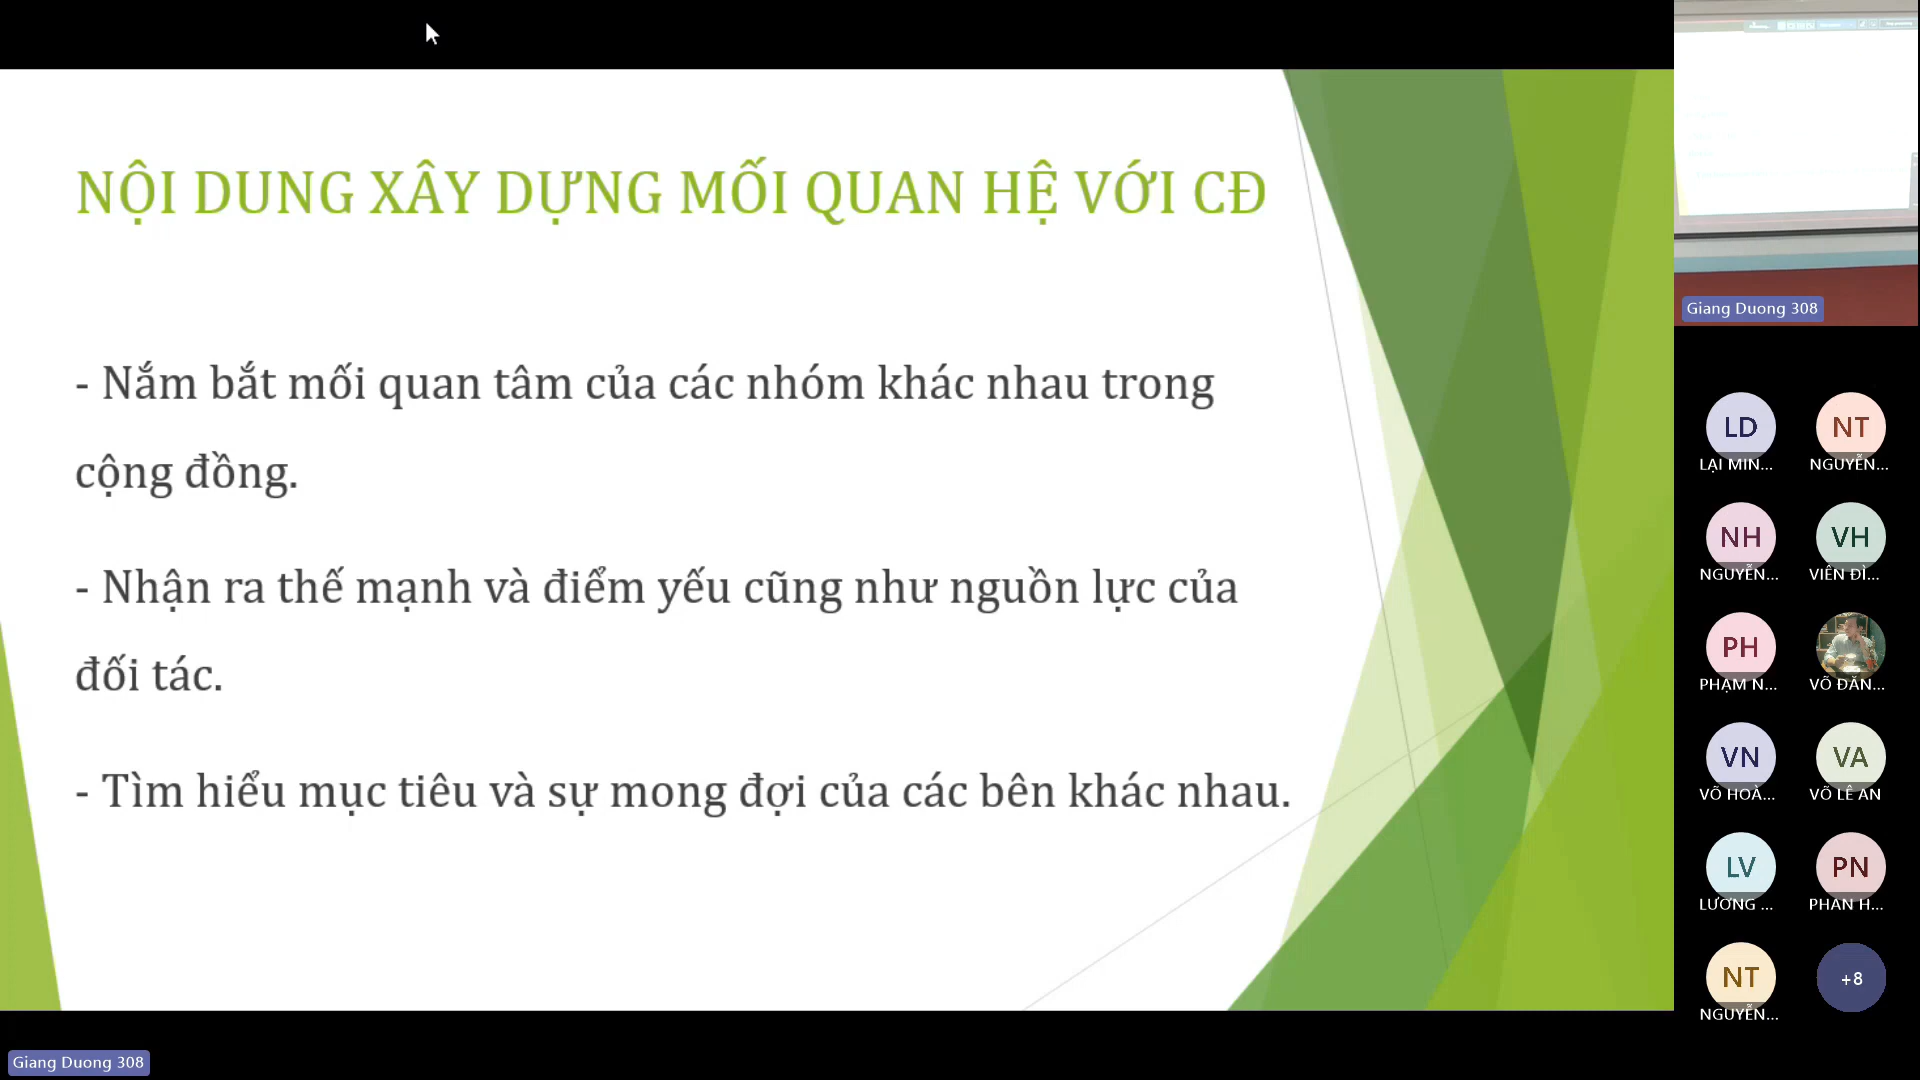 NỘI DUNG XÂY DỰNG MỐI QUAN HỆ VỚI CĐ
- Nắm bắt mối quan tâm của các nhóm khác nhau trong
cộng đồng.
- Nhận ra thế mạnh và điểm yếu cũng như nguồn lực của
đối tác.
- Tìm hiểu mục tiêu và sự mong đợi của các bên khác nhau.
Giang Duong 308
Giang Duong 308
LD
LẠI MIN...
NT
NGUYỄN...
NH
NGUYỄN...
VH
VIÊN ĐÌ...
PH
PHẠM N...
VÕ ĐĂN...
VN
VÕ HOÀ...
VA
VÕ LÊ AN
LV
LƯƠNG ...
PN
PHAN H...
NT
NGUYỄN...
+8